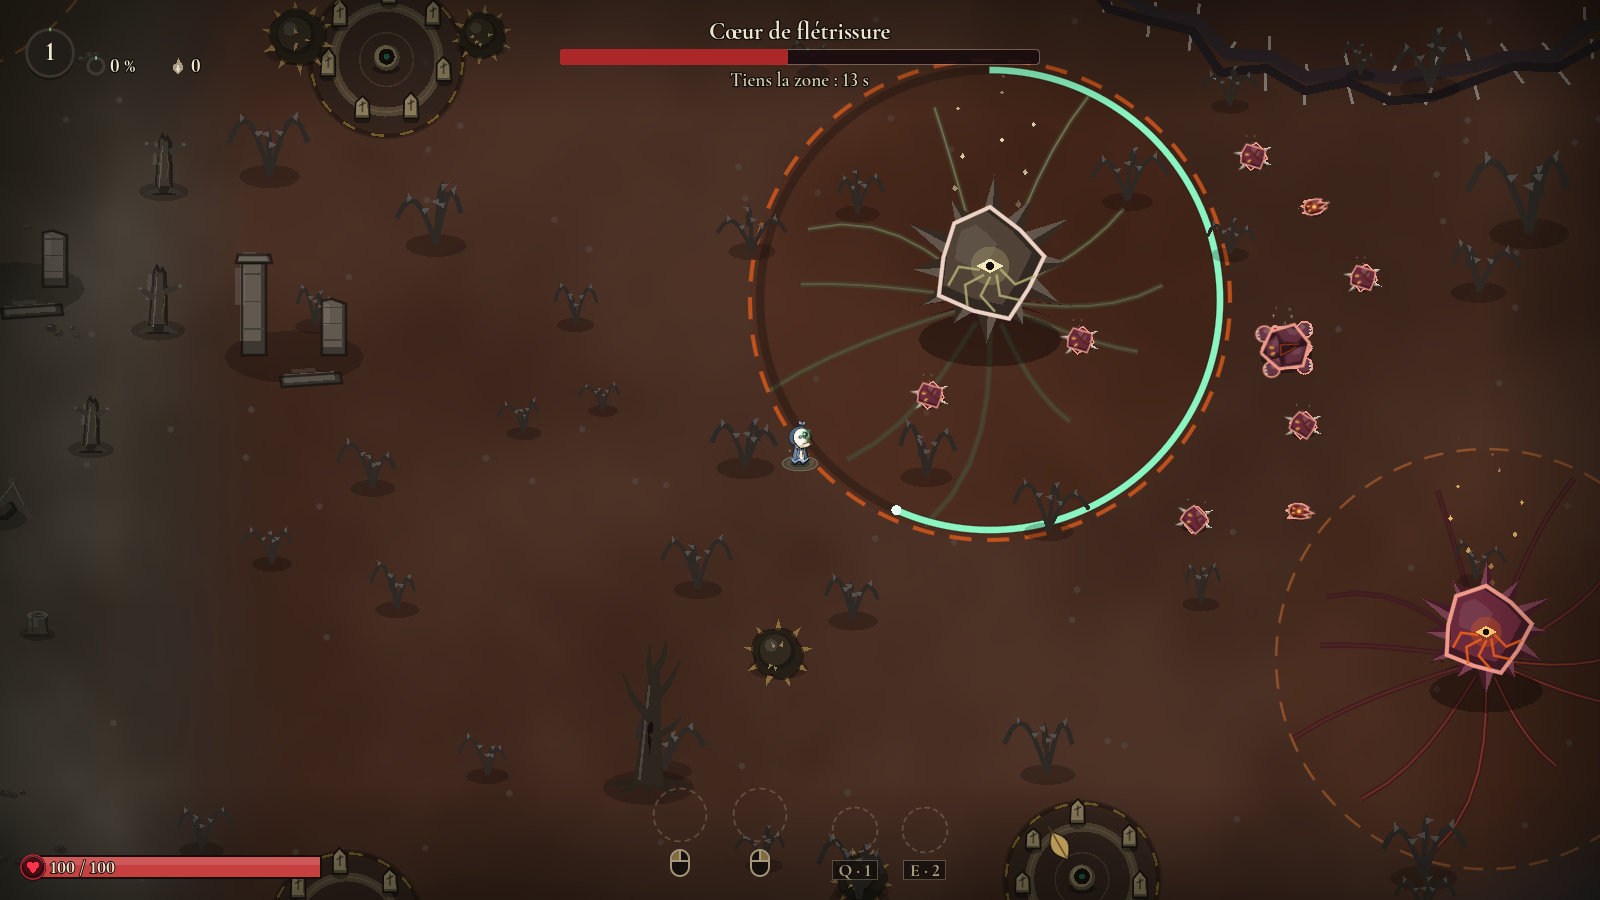 Cœur de flétrissure
1
0 %
0
Tiens la zone : 13 s
100 / 100
Q · 1
E · 2